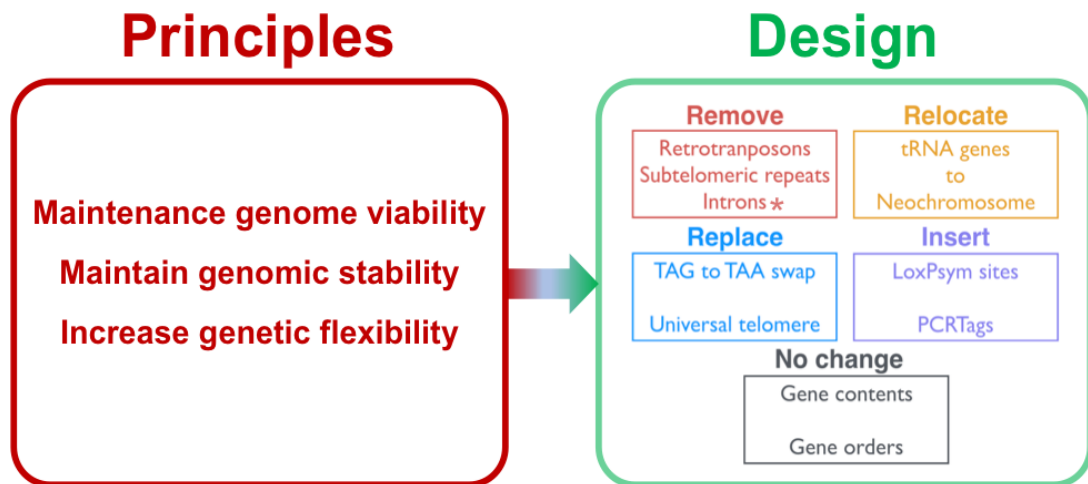 Principles
Maintenance genome viability
Maintain genomic stability
Increase genetic flexibility
Design
Remove
Retrotranposons
Subtelomeric repeats
Introns *
Relocate
tRNA genes
to
Neochromosome
Replace
TAG to TAA swap
Universal telomere
Insert
LoxPsym sites
PCRTags
No change
Gene contents
Gene orders